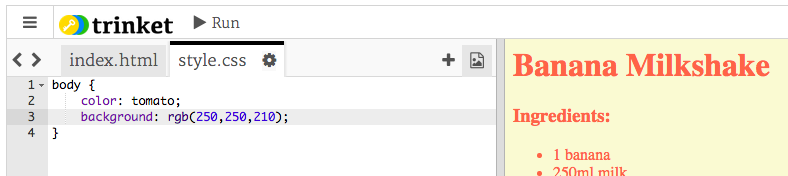 trinket Run
index.html style.css
1 body {
2 color: tomato;
3 background: rgb(250,250,210);
4 }
Banana Milkshake
Ingredients:
1 banana
250ml milk